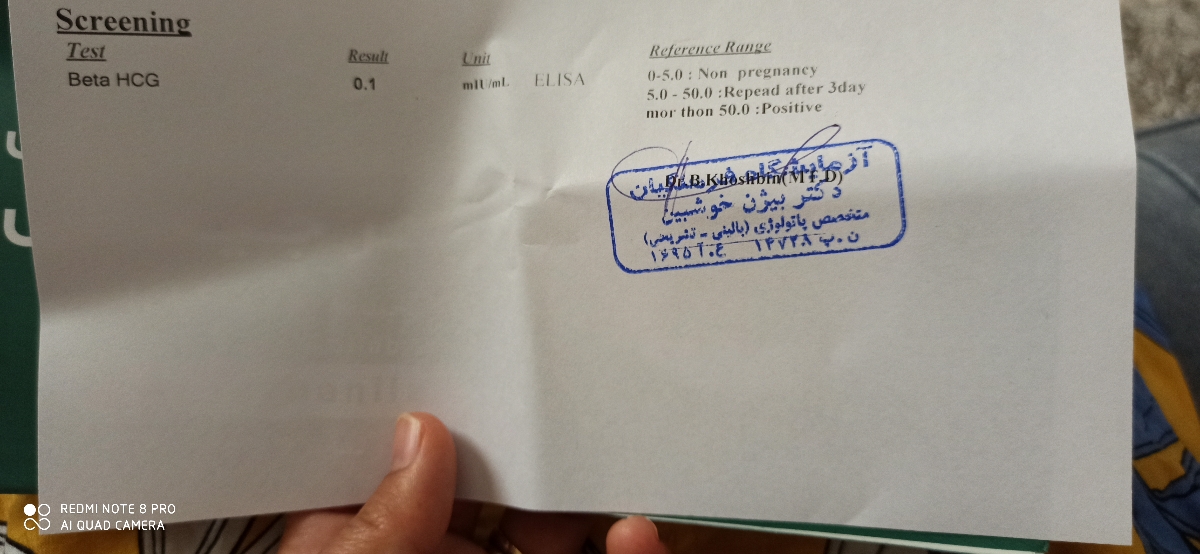 Screening
Test Result Unit Reference Range
Beta HCG 0.1 mIU/mL ELISA 0-5.0 : Non pregnancy
5.0 - 50.0 :Repead after 3day
mor thon 50.0 :Positive
آزمایشگاه
Dr.B.Khoshbin(M.D)
دکتر بیژن خوشبین
متخصص پاتولوژی (بالینی - تشریحی)
ن.پ ۱۴۷۲۸ ع.آ ۱۶۹۵
REDMI NOTE 8 PRO
AI QUAD CAMERA